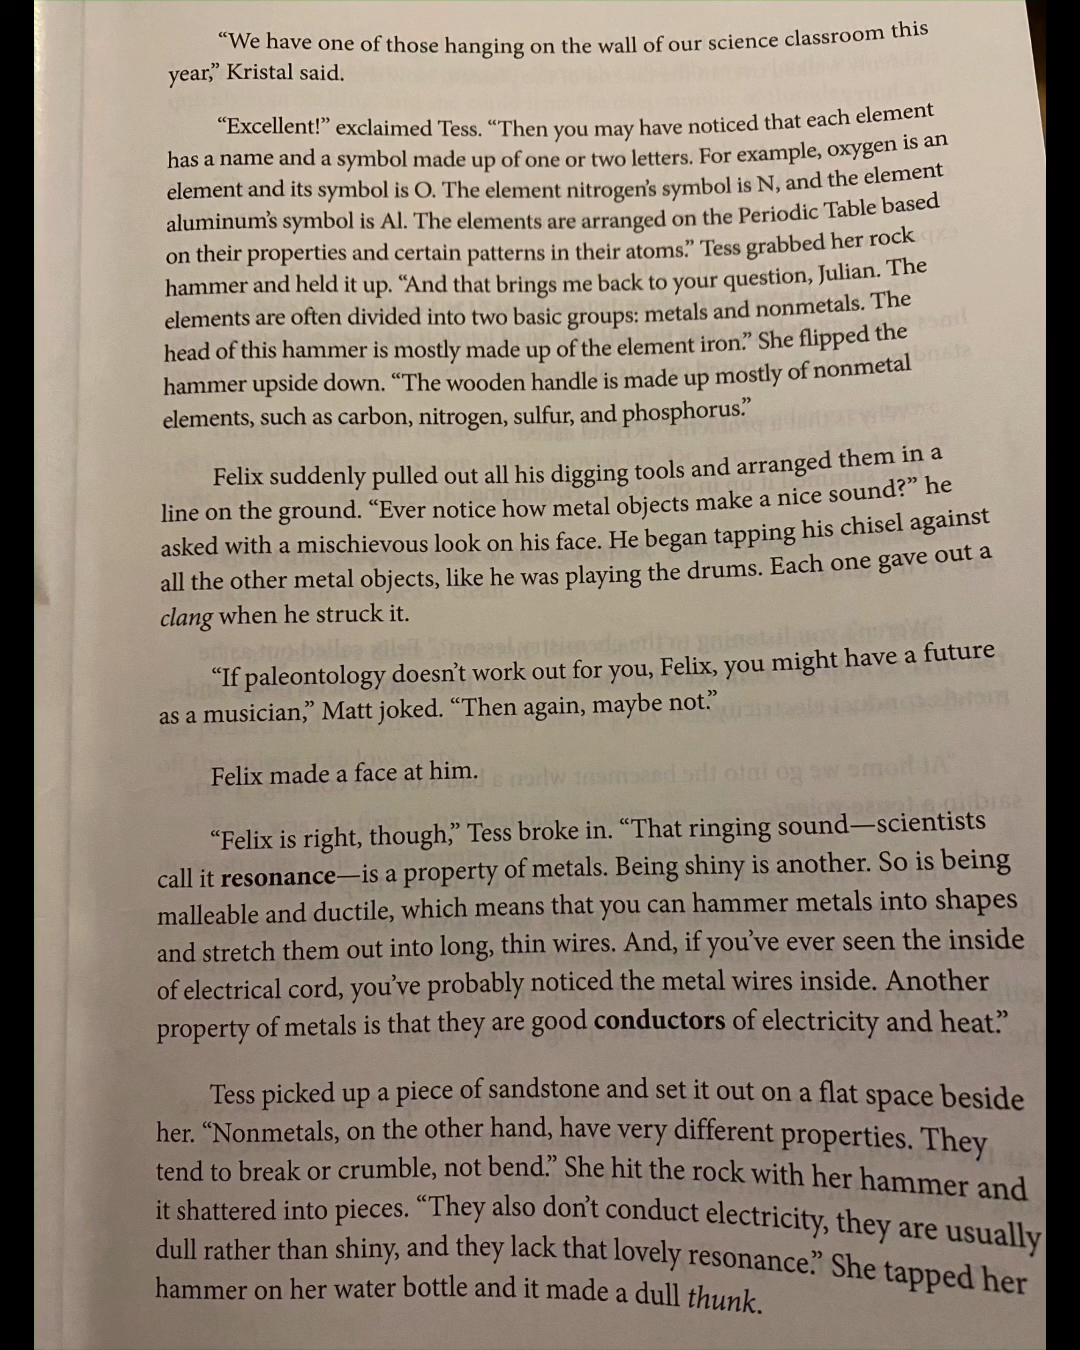 “We have one of those hanging on the wall of our science classroom this
year,” Kristal said.
“Excellent!” exclaimed Tess. “Then you may have noticed that each element
has a name and a symbol made up of one or two letters. For example, oxygen is an
element and its symbol is O. The element nitrogen’s symbol is N, and the element
aluminum’s symbol is Al. The elements are arranged on the Periodic Table based
on their properties and certain patterns in their atoms.” Tess grabbed her rock
hammer and held it up. “And that brings me back to your question, Julian. The
elements are often divided into two basic groups: metals and nonmetals. The
head of this hammer is mostly made up of the element iron.” She flipped the
hammer upside down. “The wooden handle is made up mostly of nonmetal
elements, such as carbon, nitrogen, sulfur, and phosphorus.”
Felix suddenly pulled out all his digging tools and arranged them in a
line on the ground. “Ever notice how metal objects make a nice sound?” he
asked with a mischievous look on his face. He began tapping his chisel against
all the other metal objects, like he was playing the drums. Each one gave out a
clang when he struck it.
“If paleontology doesn’t work out for you, Felix, you might have a future
as a musician,” Matt joked. “Then again, maybe not.”
Felix made a face at him.
“Felix is right, though,” Tess broke in. “That ringing sound—scientists
call it resonance—is a property of metals. Being shiny is another. So is being
malleable and ductile, which means that you can hammer metals into shapes
and stretch them out into long, thin wires. And, if you’ve ever seen the inside
of electrical cord, you’ve probably noticed the metal wires inside. Another
property of metals is that they are good conductors of electricity and heat.”
Tess picked up a piece of sandstone and set it out on a flat space beside
her. “Nonmetals, on the other hand, have very different properties. They
tend to break or crumble, not bend.” She hit the rock with her hammer and
it shattered into pieces. “They also don’t conduct electricity, they are usually
dull rather than shiny, and they lack that lovely resonance.” She tapped her
hammer on her water bottle and it made a dull thunk.